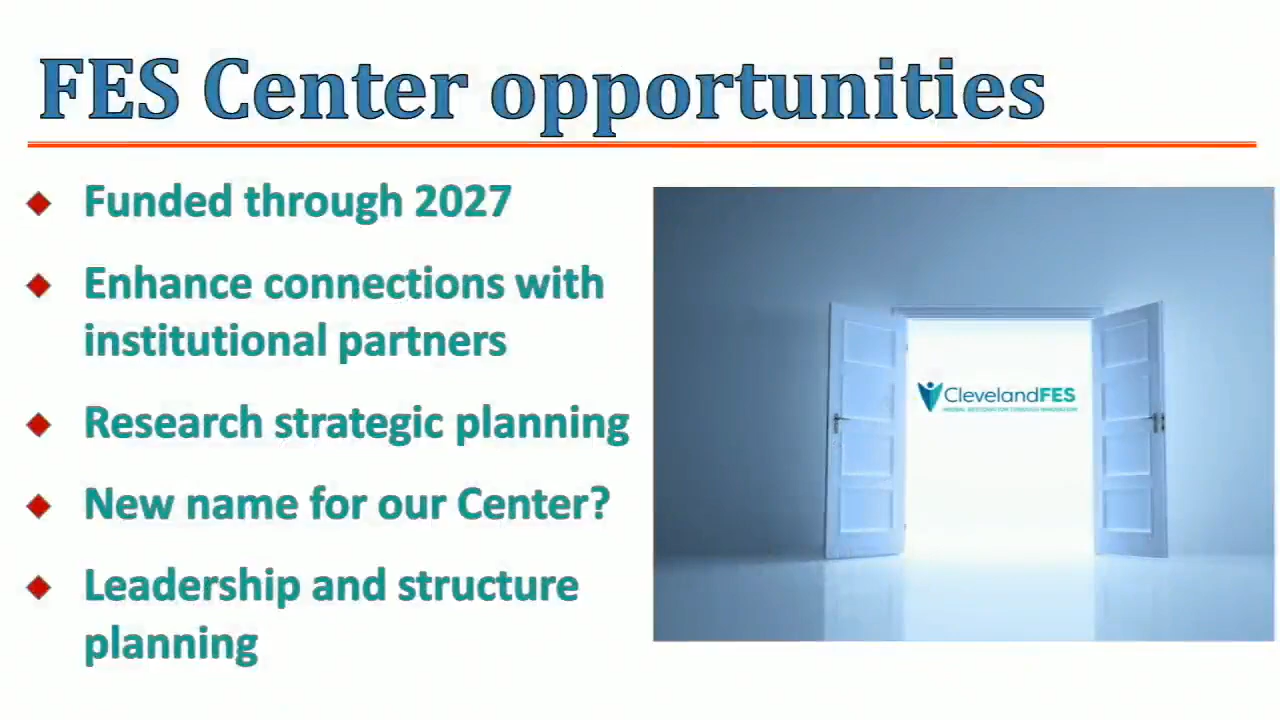 FES Center opportunities
Funded through 2027
Enhance connections with
institutional partners
Research strategic planning
New name for our Center?
Leadership and structure
planning
ClevelandFES